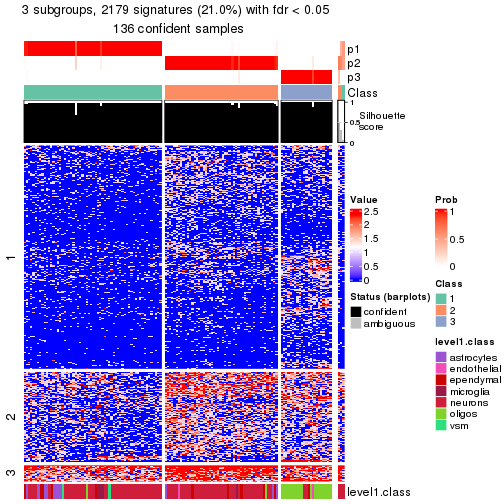 3 subgroups, 2179 signatures (21.0%) with fdr < 0.05
136 confident samples
p1
p2
p3
Class
1
0.5
0
Silhouette
score
1
2
3
level1.class
Value
2.5
2
1.5
1
0.5
0
Status (barplots)
confident
ambiguous
Prob
1
0.5
0
Class
1
2
3
level1.class
astrocytes
endothelial
ependymal
microglia
neurons
oligos
vsm